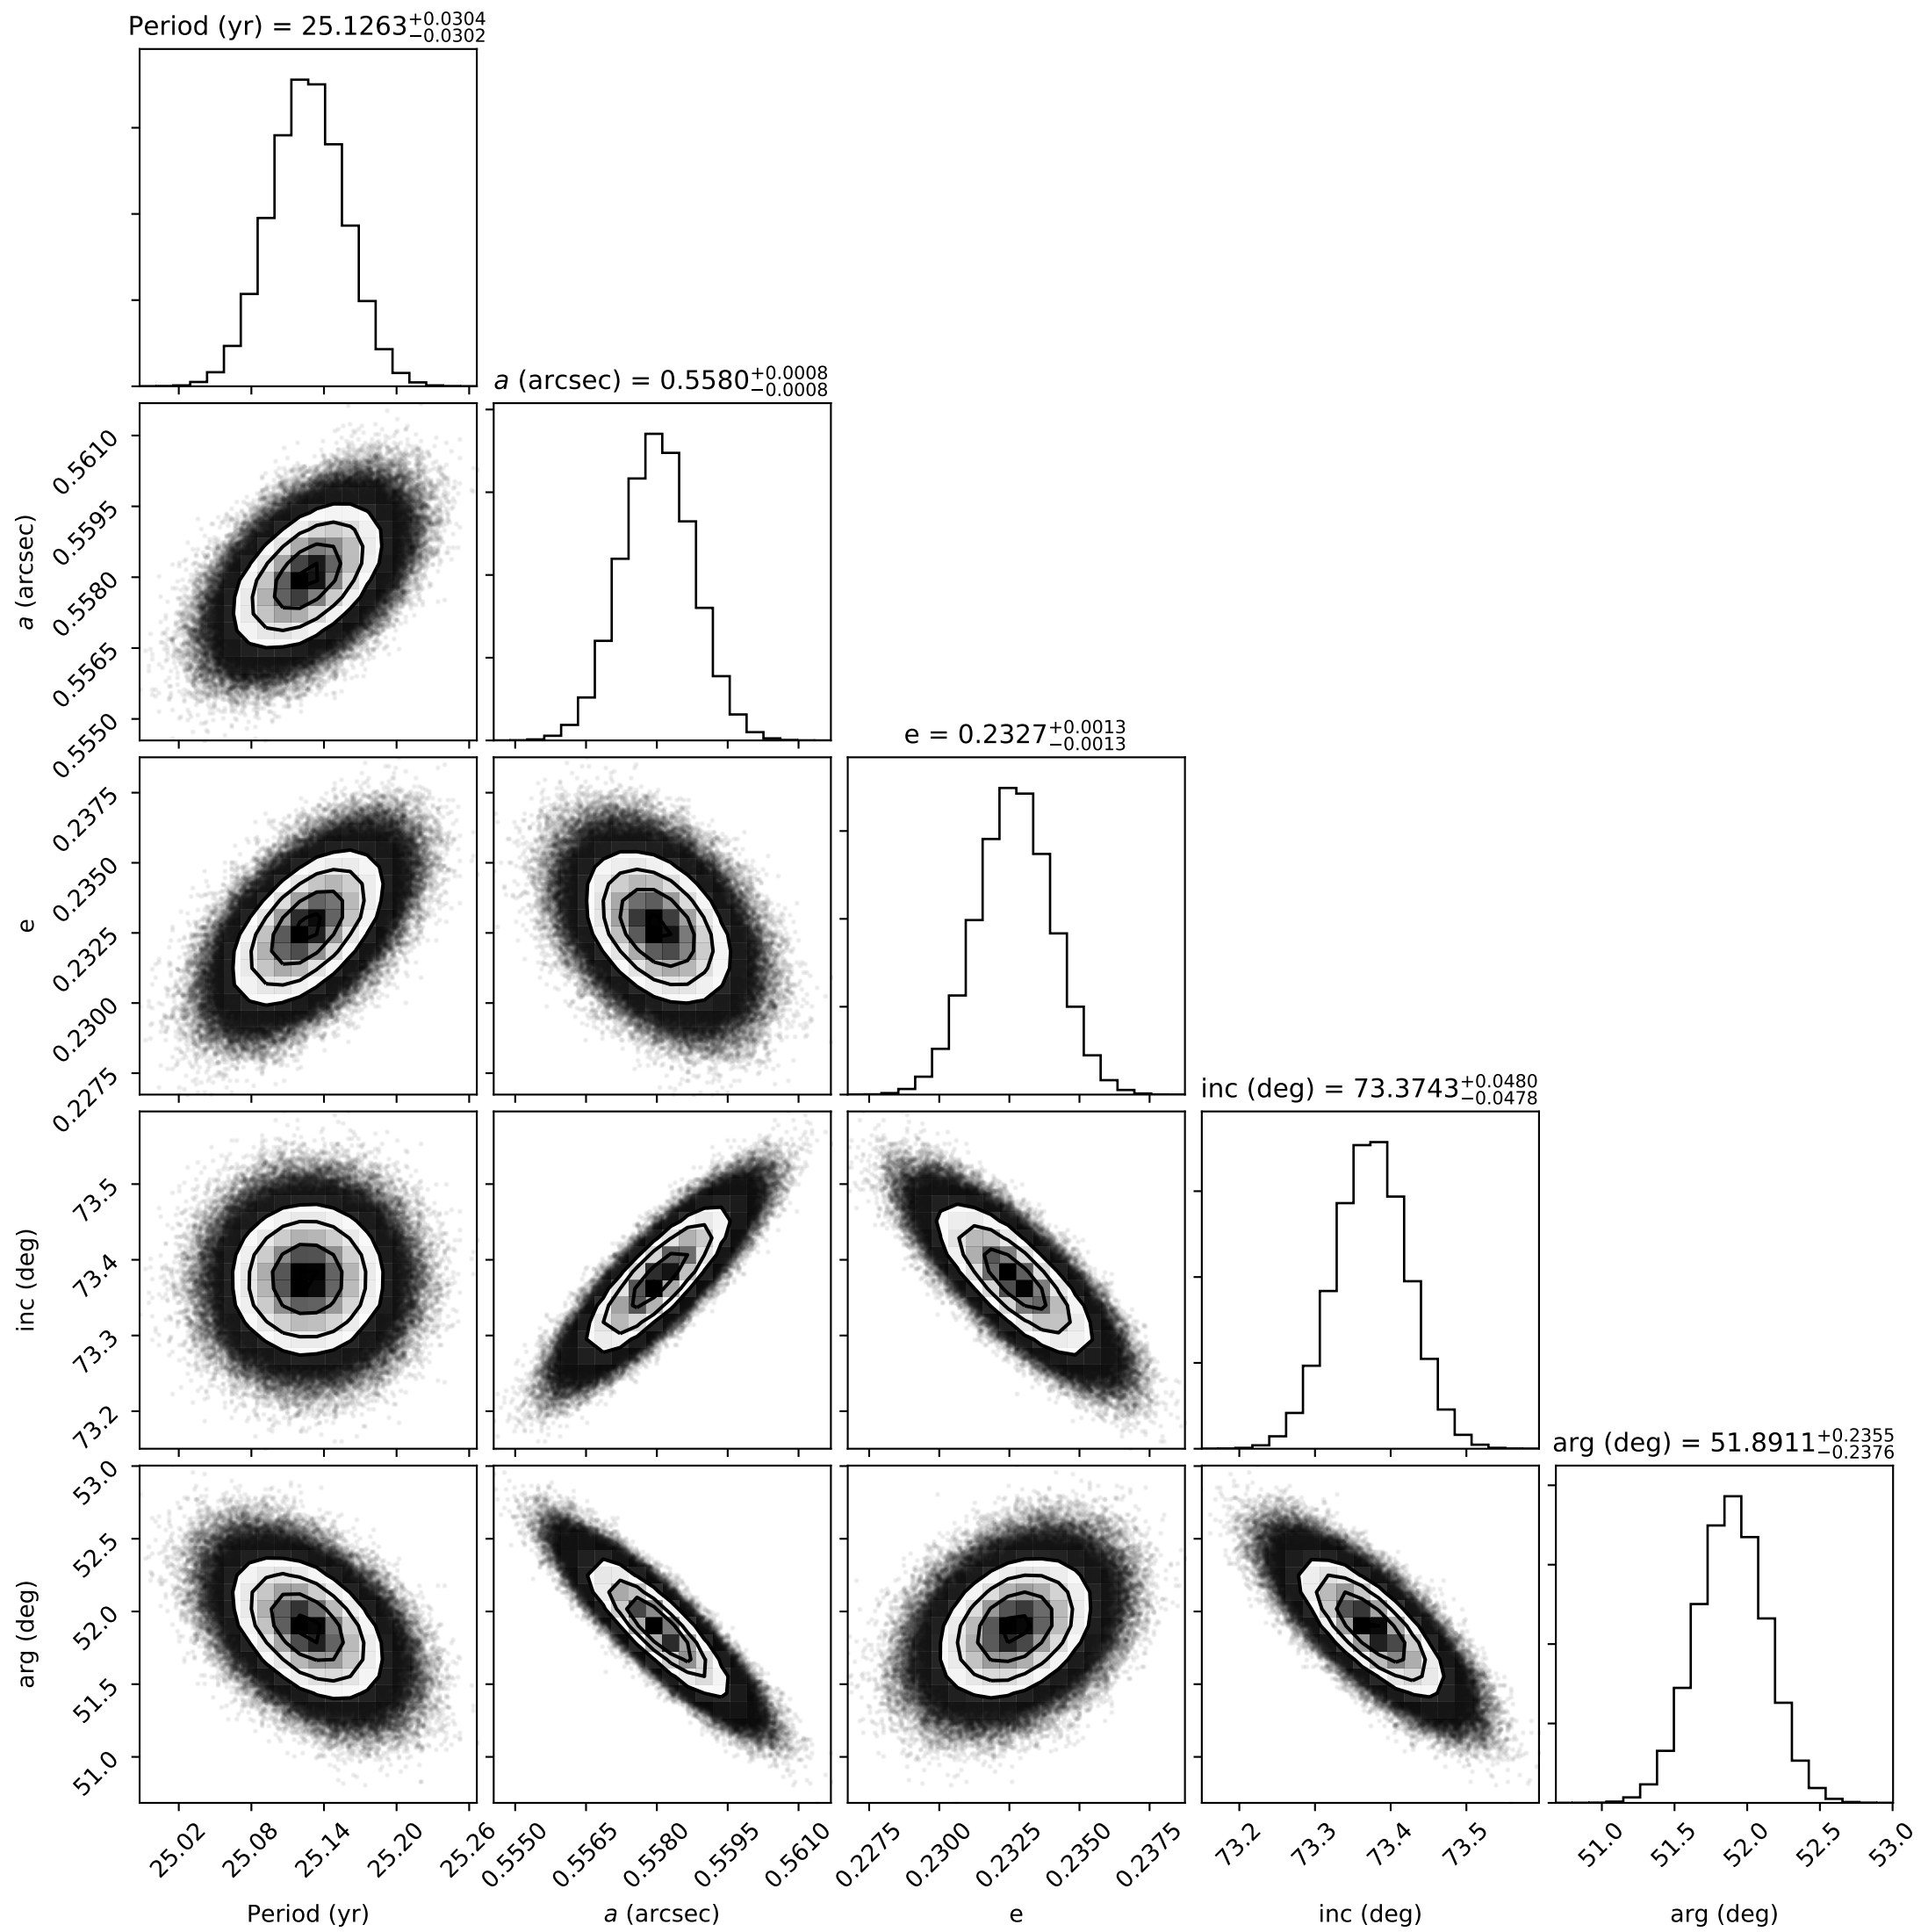 Period (yr) = 25.1263+0.0304 −0.0302
a (arcsec) = 0.5580+0.0008 −0.0008
0.5610
0.5595
0.5580
0.5565
0.5550
a (arcsec)
e = 0.2327+0.0013 −0.0013
0.2375
0.2350
0.2325
0.2300
0.2275
e
inc (deg) = 73.3743+0.0480 −0.0478
73.5
73.4
73.3
73.2
inc (deg)
arg (deg) = 51.8911+0.2355 −0.2376
53.0
52.5
52.0
51.5
51.0
arg (deg)
25.02 25.08 25.14 25.20 25.26 0.5550 0.5565 0.5580 0.5595 0.5610 0.2275 0.2300 0.2325 0.2350 0.2375 73.2 73.3 73.4 73.5 51.0 51.5 52.0 52.5 53.0
Period (yr) a (arcsec) e inc (deg) arg (deg)